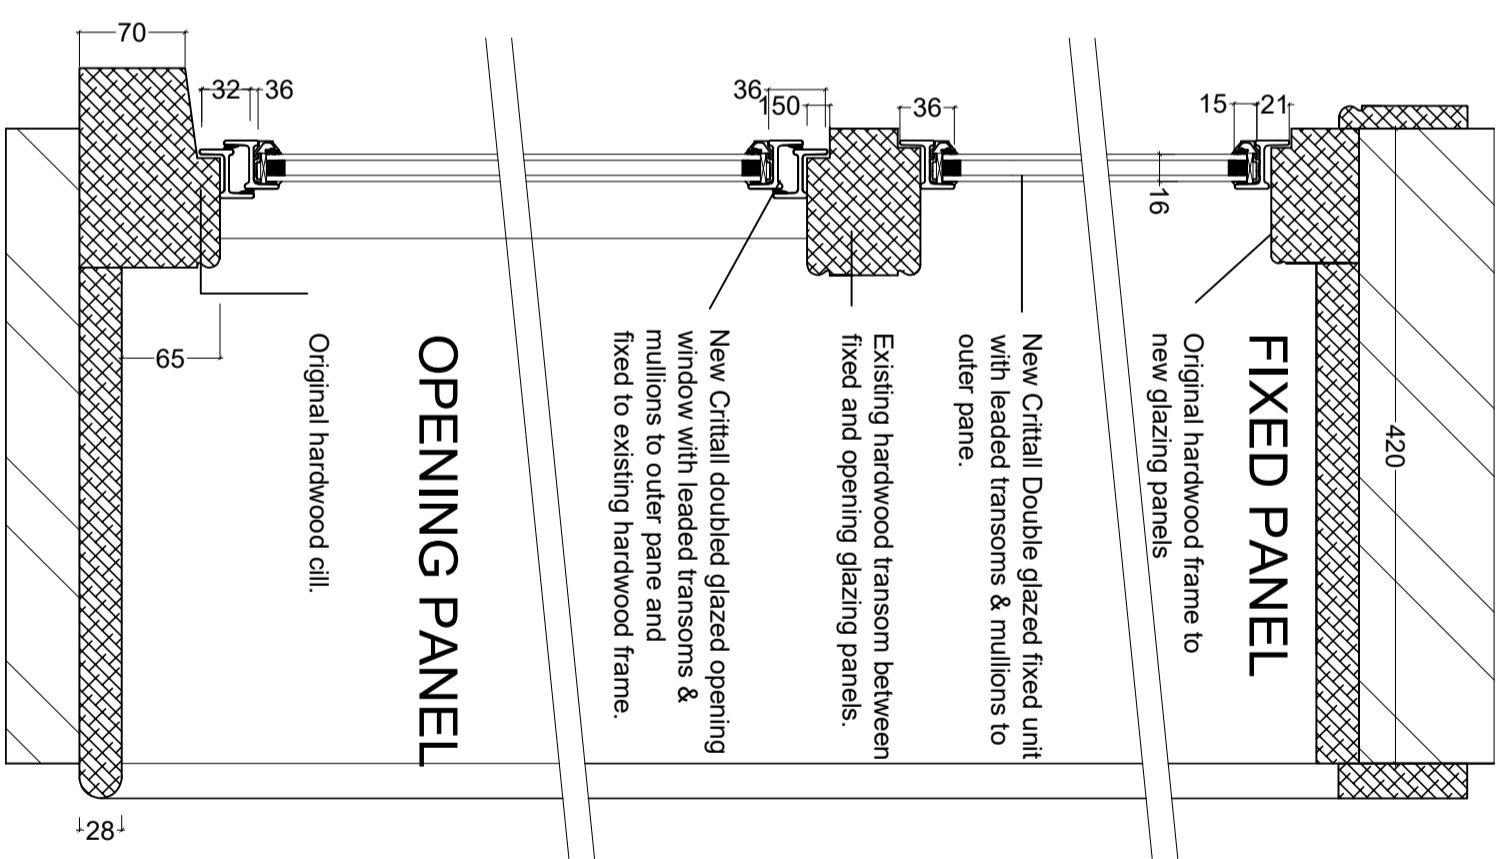 70
32
36
36
150
36
15
21
16
420
65
28
FIXED PANEL
Original hardwood frame to
new glazing panels
New Crittall Double glazed fixed unit
with leaded transoms & mullions to
outer pane.
Existing hardwood transom between
fixed and opening glazing panels.
New Crittall doubled glazed opening
window with leaded transoms &
mullions to outer pane and
fixed to existing hardwood frame.
OPENING PANEL
Original hardwood cill.